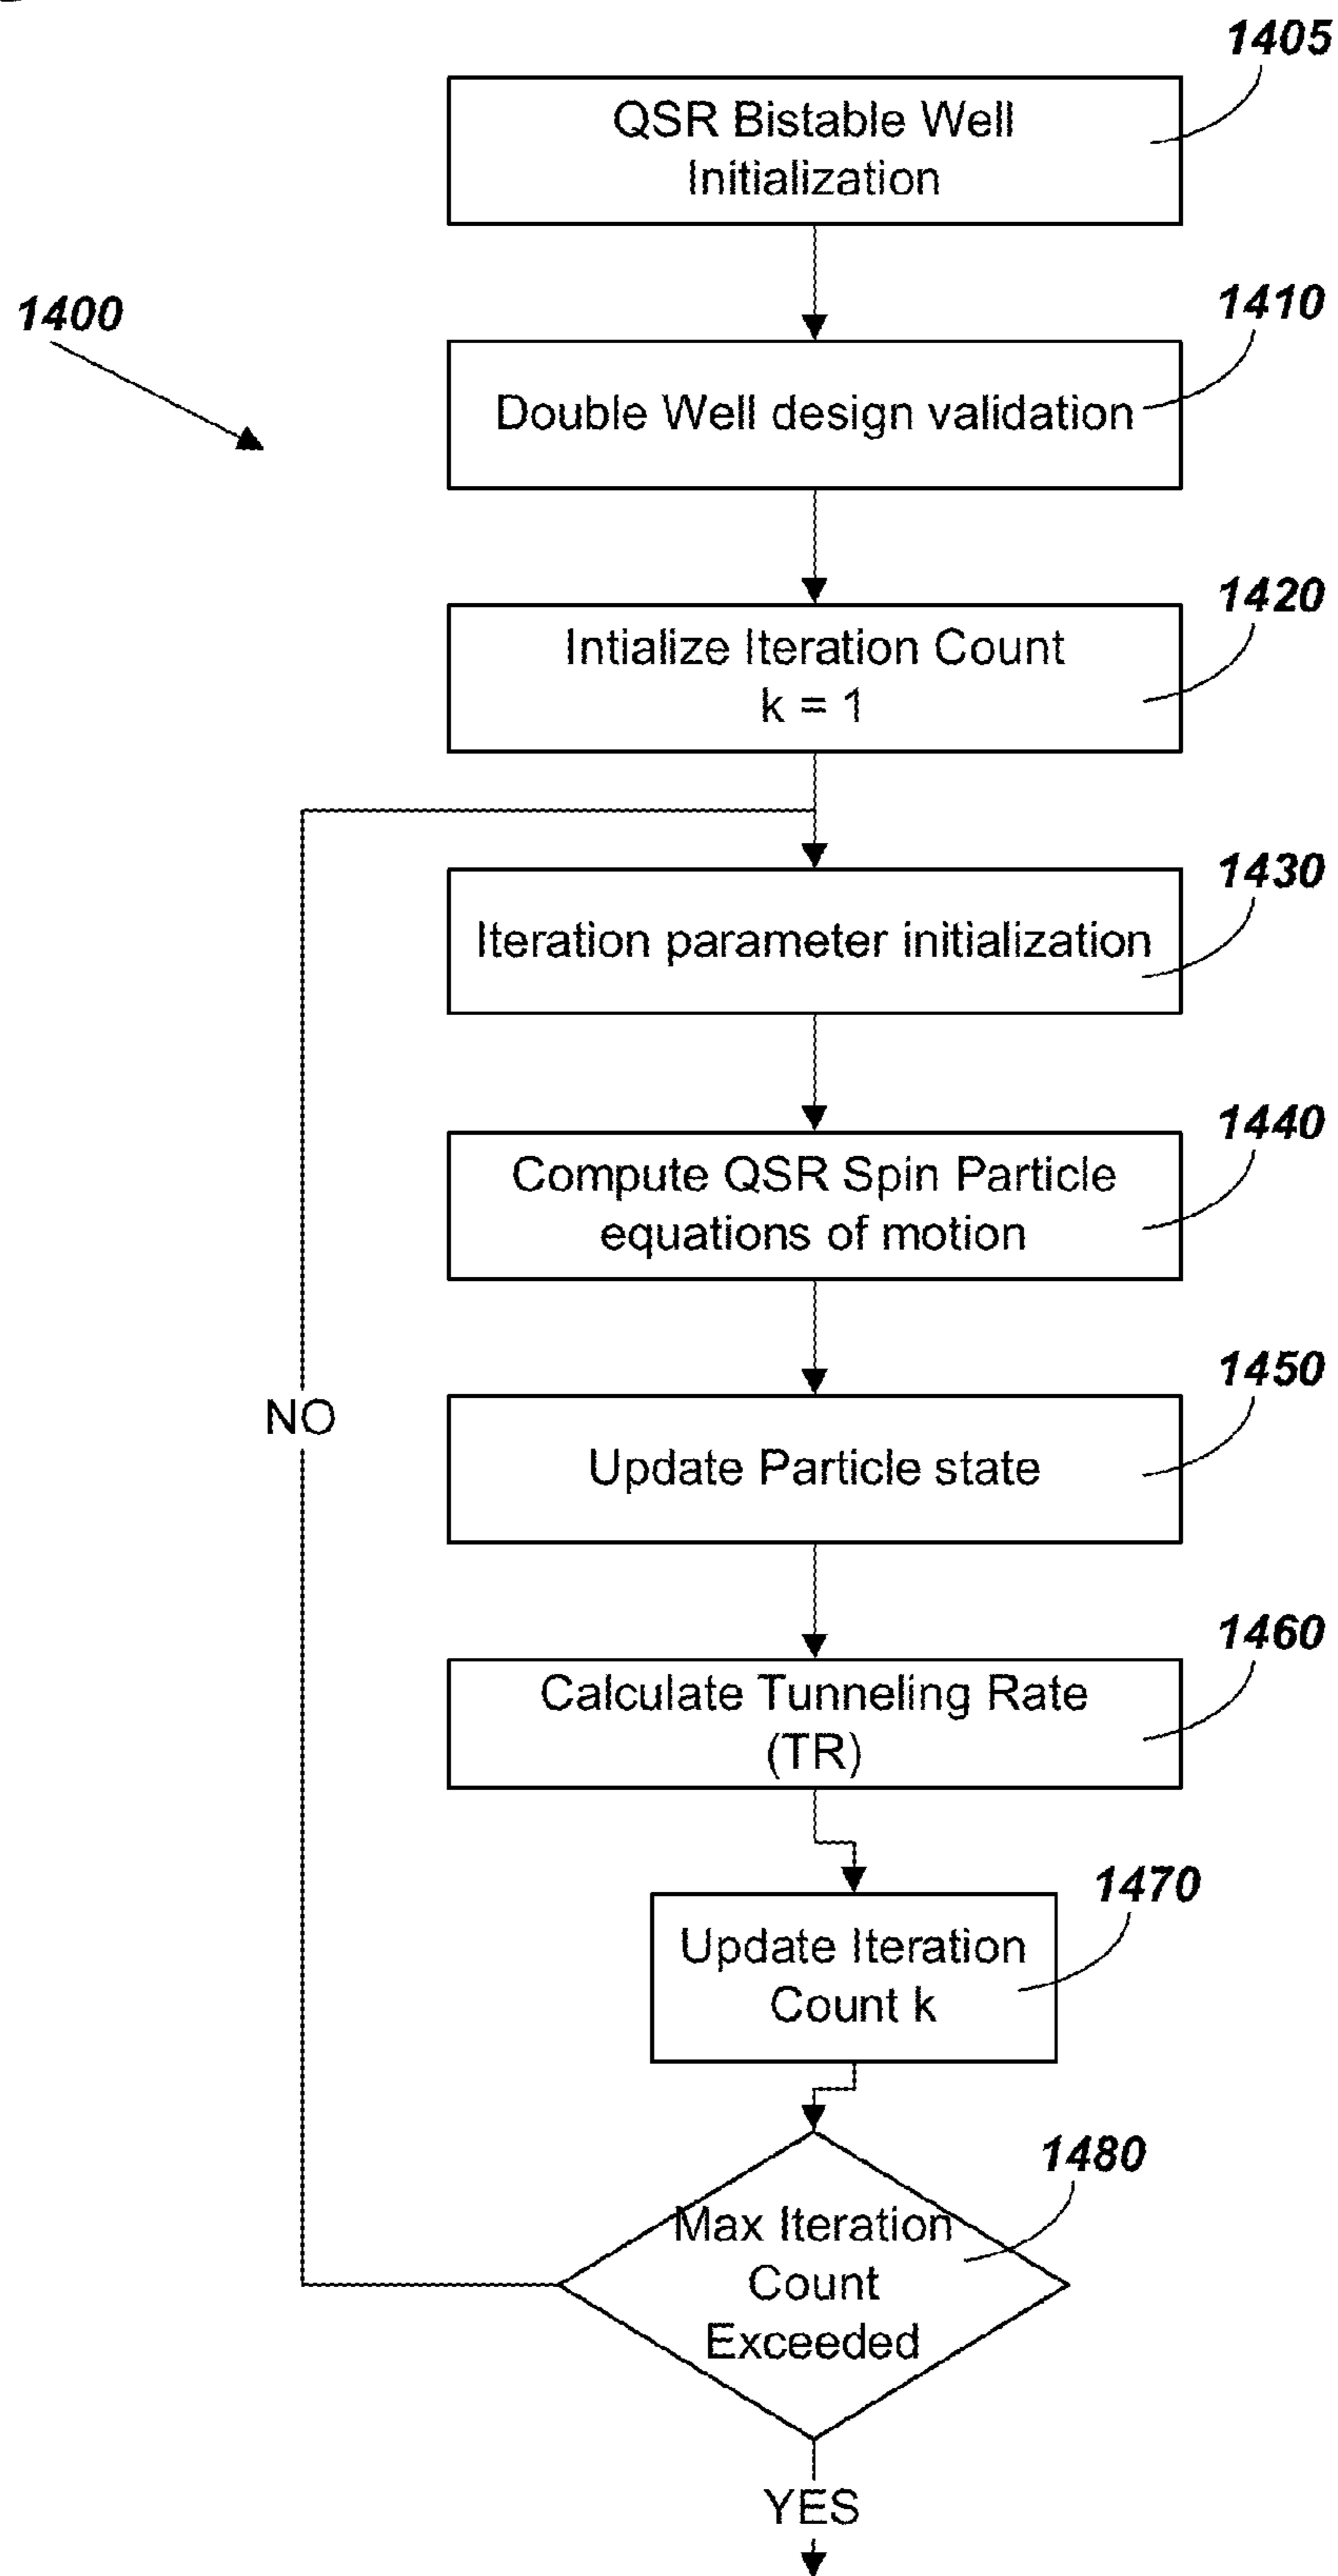 1405
QSR Bistable Well
Initialization
1400
1410
Double Well design validation
1420
Intialize Iteration Count
k = 1
1430
Iteration parameter initialization
1440
Compute QSR Spin Particle
equations of motion
1450
NO
Update Particle state
1460
Calculate Tunneling Rate
(TR)
1470
Update Iteration
Count k
1480
Max Iteration
Count
Exceeded
YES